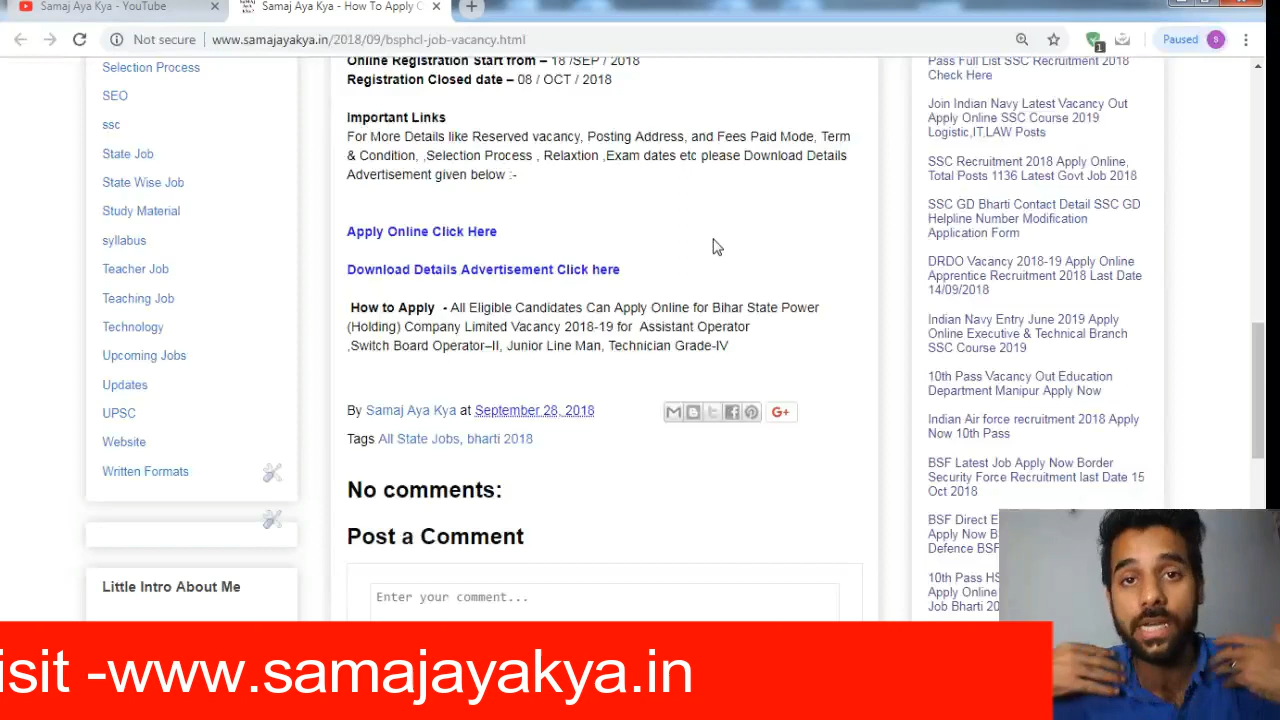 Samaj Aya Kya - YouTube
Samaj Aya Kya - How To Apply
Not secure
www.samajayakya.in/2018/09/bsphcl-job-vacancy.html
1
Paused
s
Selection Process
SEO
ssc
State Job
State Wise Job
Study Material
syllabus
Teacher Job
Teaching Job
Technology
Upcoming Jobs
Updates
UPSC
Website
Written Formats
Little Intro About Me
Online Registration Start from – 18 /SEP / 2018
Registration Closed date – 08 / OCT / 2018
Important Links
For More Details like Reserved vacancy, Posting Address, and Fees Paid Mode, Term
& Condition, ,Selection Process , Relaxtion ,Exam dates etc please Download Details
Advertisement given below :-
Apply Online Click Here
Download Details Advertisement Click here
How to Apply - All Eligible Candidates Can Apply Online for Bihar State Power
(Holding) Company Limited Vacancy 2018-19 for Assistant Operator
,Switch Board Operator–II, Junior Line Man, Technician Grade-IV
By Samaj Aya Kya at September 28, 2018
G+
Tags All State Jobs, bharti 2018
No comments:
Post a Comment
Enter your comment...
Pass Full List SSC Recruitment 2018
Check Here
Join Indian Navy Latest Vacancy Out
Apply Online SSC Course 2019
Logistic,IT,LAW Posts
SSC Recruitment 2018 Apply Online,
Total Posts 1136 Latest Govt Job 2018
SSC GD Bharti Contact Detail SSC GD
Helpline Number Modification
Application Form
DRDO Vacancy 2018-19 Apply Online
Apprentice Recruitment 2018 Last Date
14/09/2018
Indian Navy Entry June 2019 Apply
Online Executive & Technical Branch
SSC Course 2019
10th Pass Vacancy Out Education
Department Manipur Apply Now
Indian Air force recruitment 2018 Apply
Now 10th Pass
BSF Latest Job Apply Now Border
Security Force Recruitment last Date 15
Oct 2018
BSF Direct
Apply Now
Defence BSF
10th Pass
Apply Online
Job Bharti
isit -www.samajayakya.in